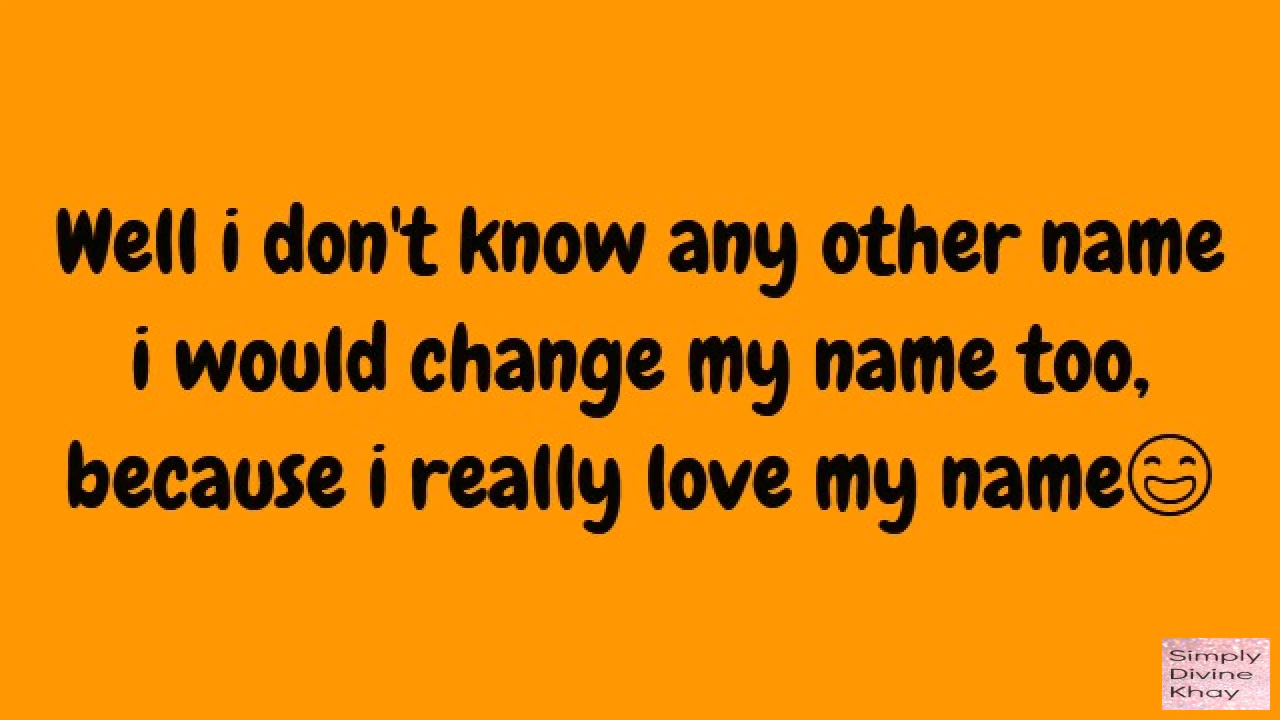 Well i don't know any other name
i would change my name too,
because i really love my name😄
Simply
Divine
Khay